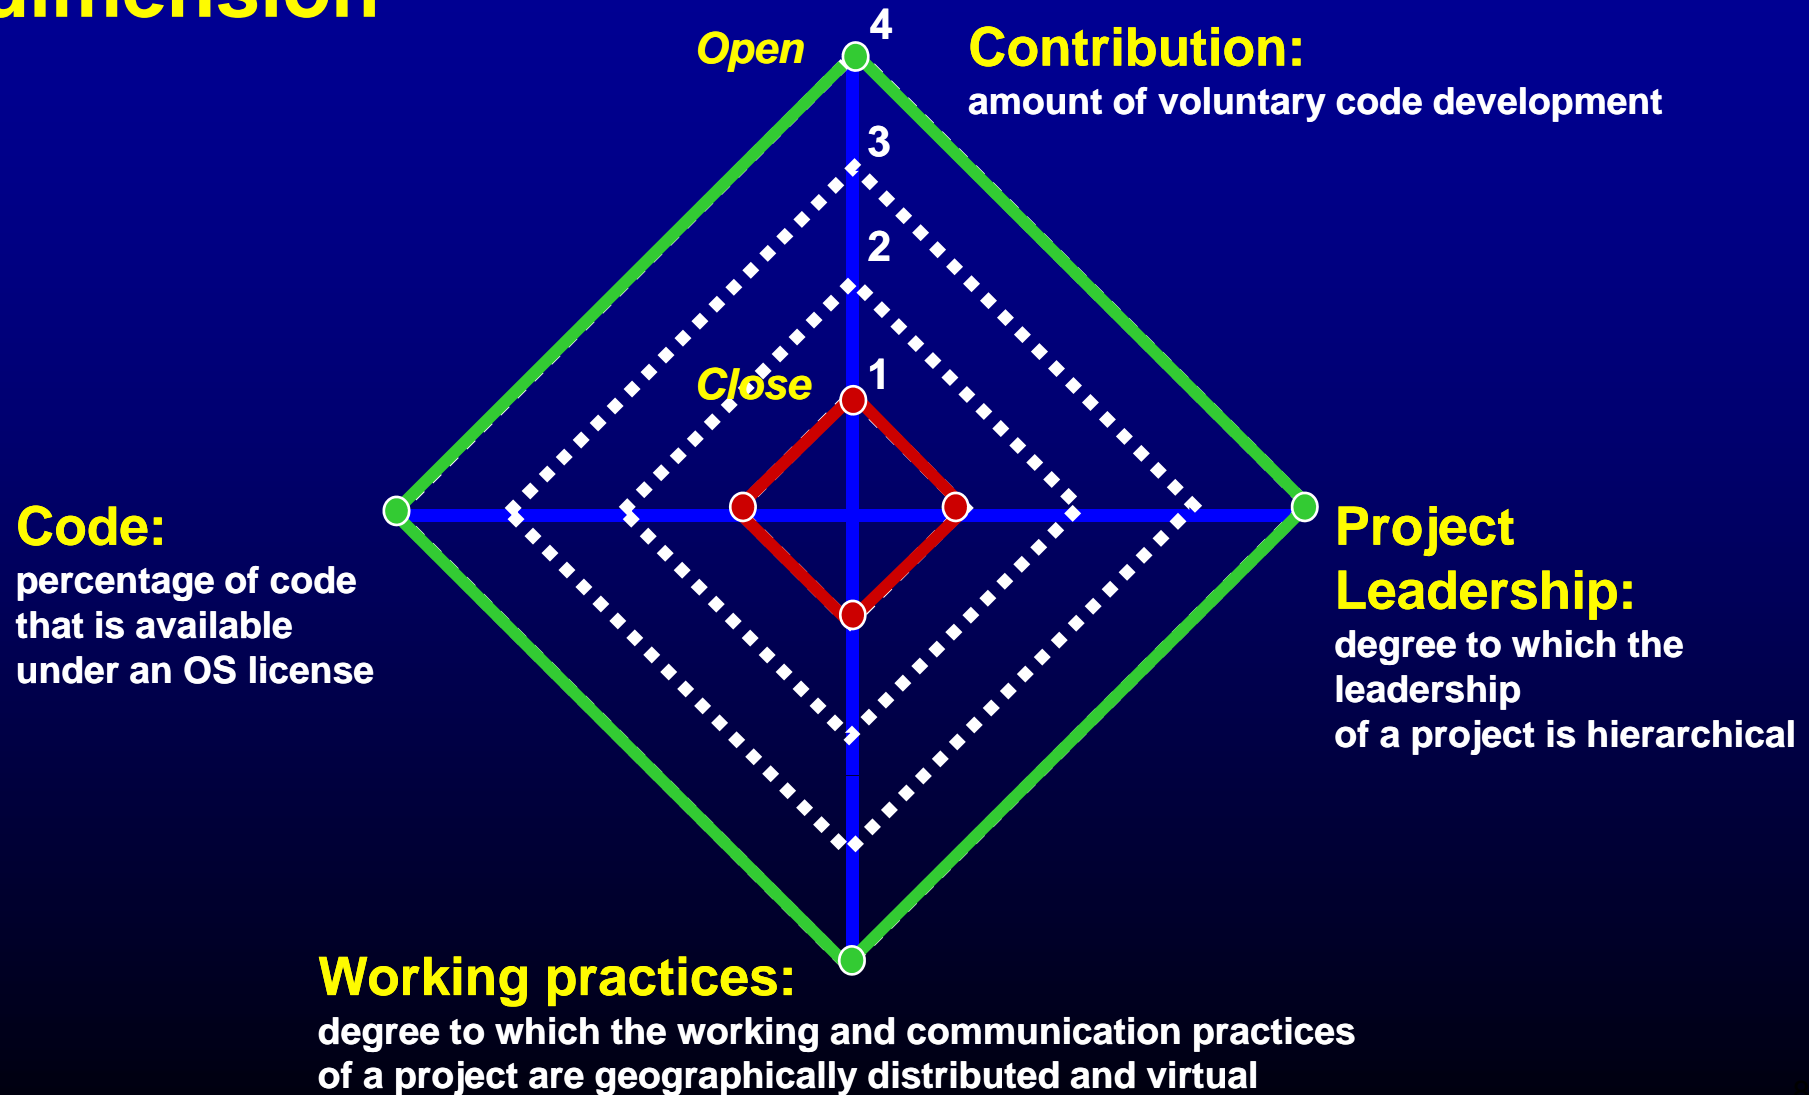 dimension
Open
4
Contribution:
amount of voluntary code development
3
2
Close
1
Code:
percentage of code
that is available
under an OS license
Project
Leadership:
degree to which the
leadership
of a project is hierarchical
Working practices:
degree to which the working and communication practices
of a project are geographically distributed and virtual